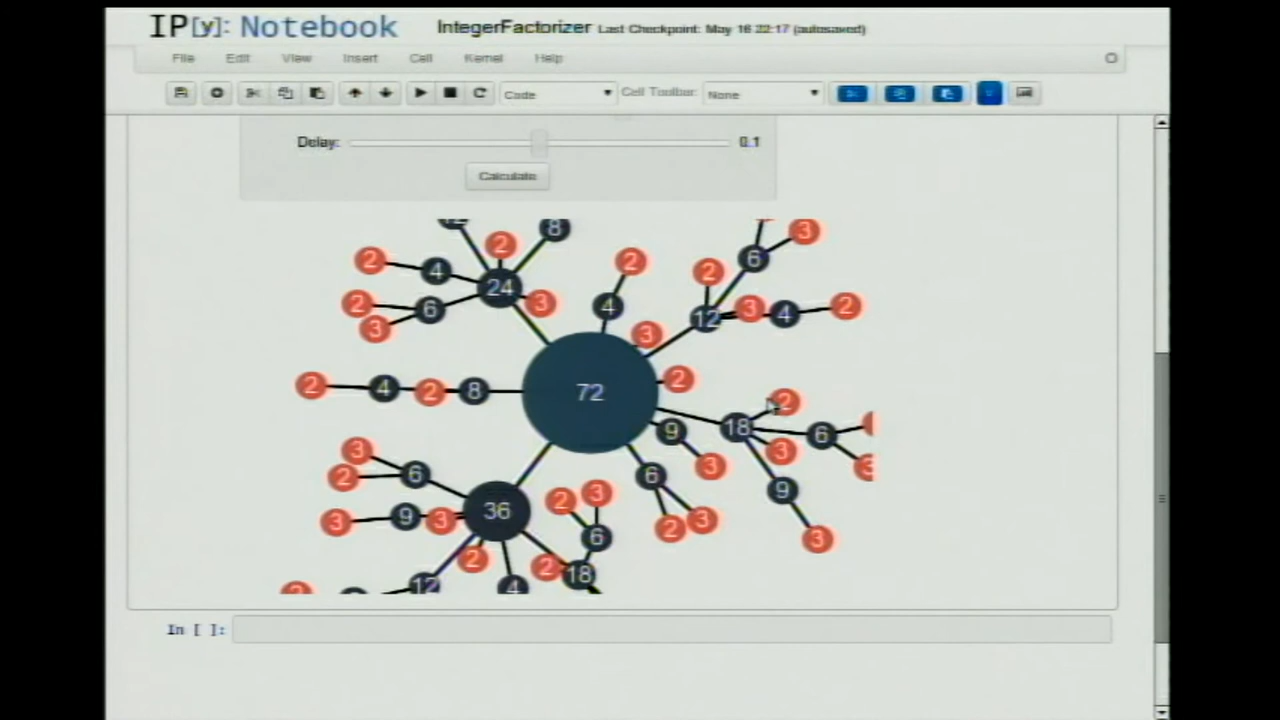 IP[y]: Notebook IntegerFactorizer Last Checkpoint: May 16 22:17 (autosaved)
File Edit View Insert Cell Kernel Help
Code Cell Toolbar: None
Delay: 0.1
Calculate
8
2 3
2 4 24 2 6
2 2
4 12 3 4 2
2 6 3
3 3
2 4 2 8 72 2
2
9 18 6
3 3 3
3 6 6 9
2
3 9 3 36 2 3 2 3 3
6
2 2 18
12 4
In [ ]: